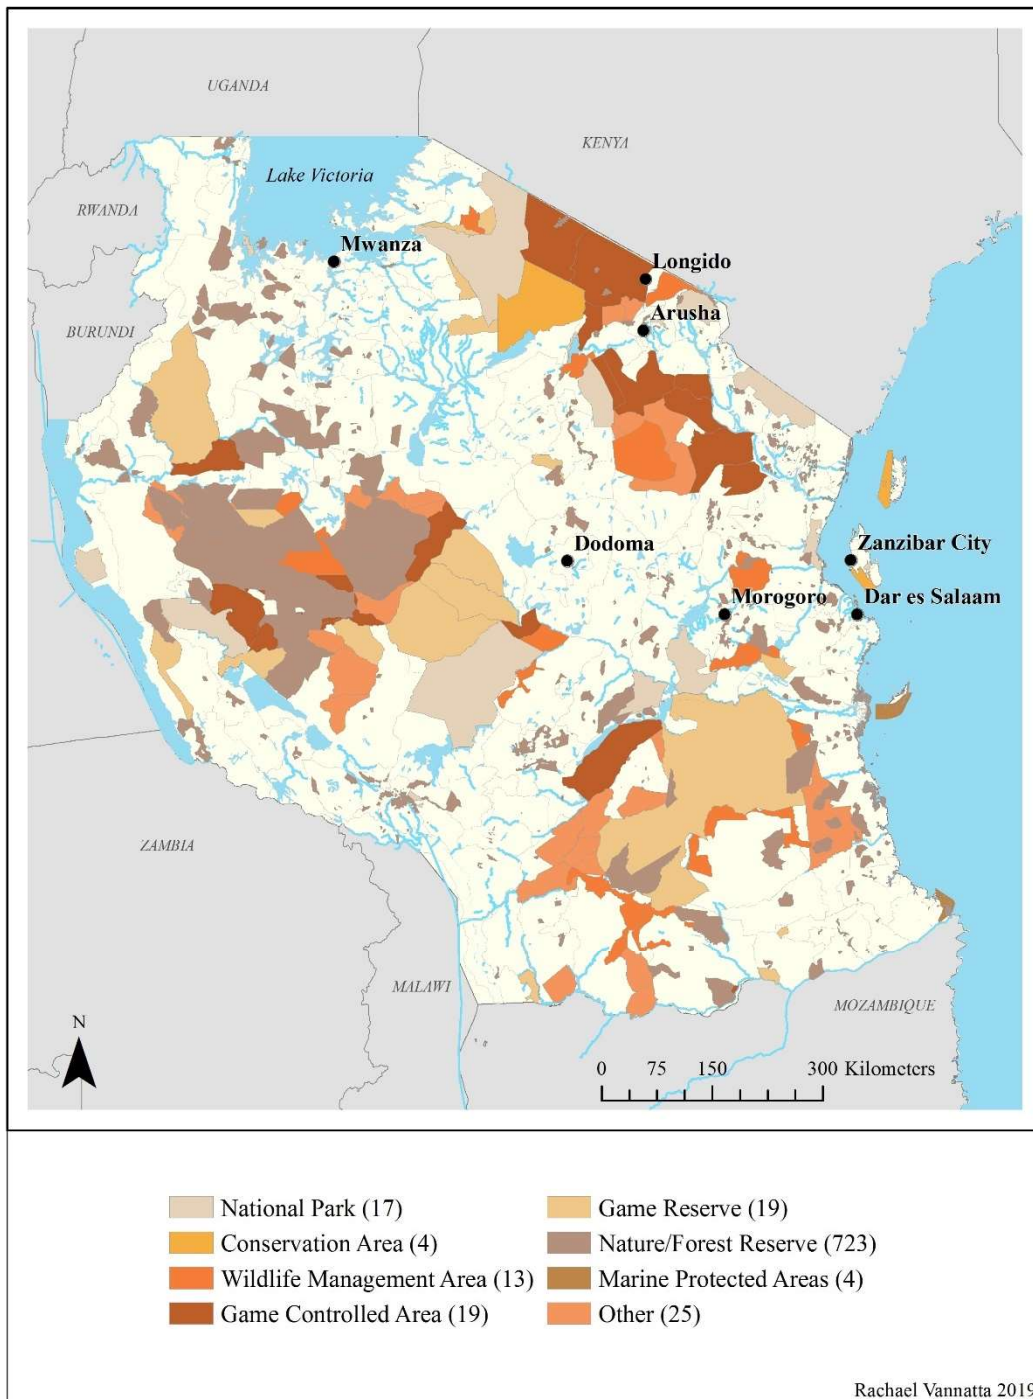 UGANDA
KENYA
Lake Victoria
RWANDA
Mwanza
Longido
BURUNDI
Arusha
Dodoma
Zanzibar City
Morogoro
Dar es Salaam
ZAMBIA
MALAWI
MOZAMBIQUE
N
0 75 150 300 Kilometers
National Park (17)
Conservation Area (4)
Wildlife Management Area (13)
Game Controlled Area (19)
Game Reserve (19)
Nature/Forest Reserve (723)
Marine Protected Areas (4)
Other (25)
Rachael Vannatta 2019